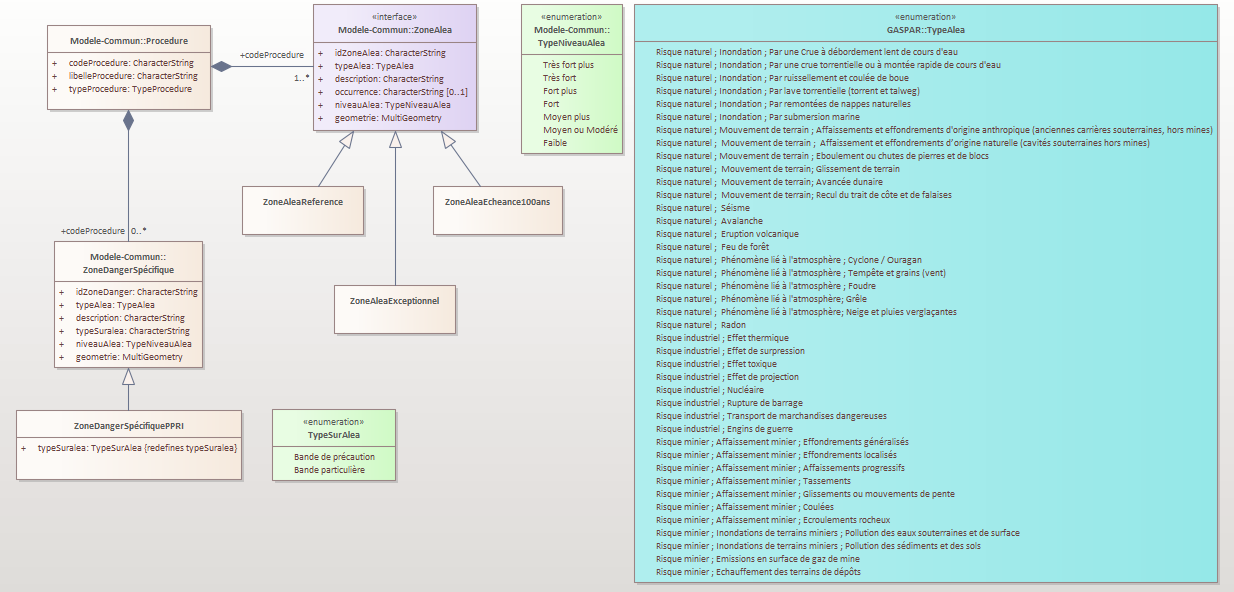 Modele-Commun::Procedure
+ codeProcedure: CharacterString
+ libelleProcedure: CharacterString
+ typeProcedure: TypeProcedure
+codeProcedure
1..*
«interface»
Modele-Commun::ZoneAlea
+ idZoneAlea: CharacterString
+ typeAlea: TypeAlea
+ description: CharacterString
+ occurrence: CharacterString [0..1]
+ niveauAlea: TypeNiveauAlea
+ geometrie: MultiGeometry
«enumeration»
Modele-Commun::
TypeNiveauAlea
Très fort plus
Très fort
Fort plus
Fort
Moyen plus
Moyen ou Modéré
Faible
ZoneAleaReference
ZoneAleaEcheance100ans
ZoneAleaExceptionnel
+codeProcedure 0..*
Modele-Commun::
ZoneDangerSpécifique
+ idZoneDanger: CharacterString
+ typeAlea: TypeAlea
+ description: CharacterString
+ typeSuralea: CharacterString
+ niveauAlea: TypeNiveauAlea
+ geometrie: MultiGeometry
ZoneDangerSpécifiquePPRI
+ typeSuralea: TypeSurAlea {redefines typeSuralea}
«enumeration»
TypeSurAlea
Bande de précaution
Bande particulière
«enumeration»
GASPAR::TypeAlea
Risque naturel ; Inondation ; Par une Crue à débordement lent de cours d'eau
Risque naturel ; Inondation ; Par une crue torrentielle ou à montée rapide de cours d'eau
Risque naturel ; Inondation ; Par ruissellement et coulée de boue
Risque naturel ; Inondation ; Par lave torrentielle (torrent et talweg)
Risque naturel ; Inondation ; Par remontées de nappes naturelles
Risque naturel ; Inondation ; Par submersion marine
Risque naturel ; Mouvement de terrain ; Affaissements et effondrements d'origine anthropique (anciennes carrières souterraines, hors mines)
Risque naturel ; Mouvement de terrain ; Affaissement et effondrements d'origine naturelle (cavités souterraines hors mines)
Risque naturel ; Mouvement de terrain ; Eboulement ou chutes de pierres et de blocs
Risque naturel ; Mouvement de terrain; Glissement de terrain
Risque naturel ; Mouvement de terrain; Avancée dunaire
Risque naturel ; Mouvement de terrain; Recul du trait de côte et de falaises
Risque naturel ; Séisme
Risque naturel ; Avalanche
Risque naturel ; Eruption volcanique
Risque naturel ; Feu de forêt
Risque naturel ; Phénomène lié à l'atmosphère ; Cyclone / Ouragan
Risque naturel ; Phénomène lié à l'atmosphère ; Tempête et grains (vent)
Risque naturel ; Phénomène lié à l'atmosphère ; Foudre
Risque naturel ; Phénomène lié à l'atmosphère; Grêle
Risque naturel ; Phénomène lié à l'atmosphère; Neige et pluies verglaçantes
Risque naturel ; Radon
Risque industriel ; Effet thermique
Risque industriel ; Effet de surpression
Risque industriel ; Effet toxique
Risque industriel ; Effet de projection
Risque industriel ; Nucléaire
Risque industriel ; Rupture de barrage
Risque industriel ; Transport de marchandises dangereuses
Risque industriel ; Engins de guerre
Risque minier ; Affaissement minier ; Effondrements généralisés
Risque minier ; Affaissement minier ; Effondrements localisés
Risque minier ; Affaissement minier ; Affaissements progressifs
Risque minier ; Affaissement minier ; Tassements
Risque minier ; Affaissement minier ; Glissements ou mouvements de pente
Risque minier ; Affaissement minier ; Coulées
Risque minier ; Affaissement minier ; Ecroulements rocheux
Risque minier ; Inondations de terrains miniers ; Pollution des eaux souterraines et de surface
Risque minier ; Inondations de terrains miniers ; Pollution des sédiments et des sols
Risque minier ; Emissions en surface de gaz de mine
Risque minier ; Echauffement des terrains de dépôts